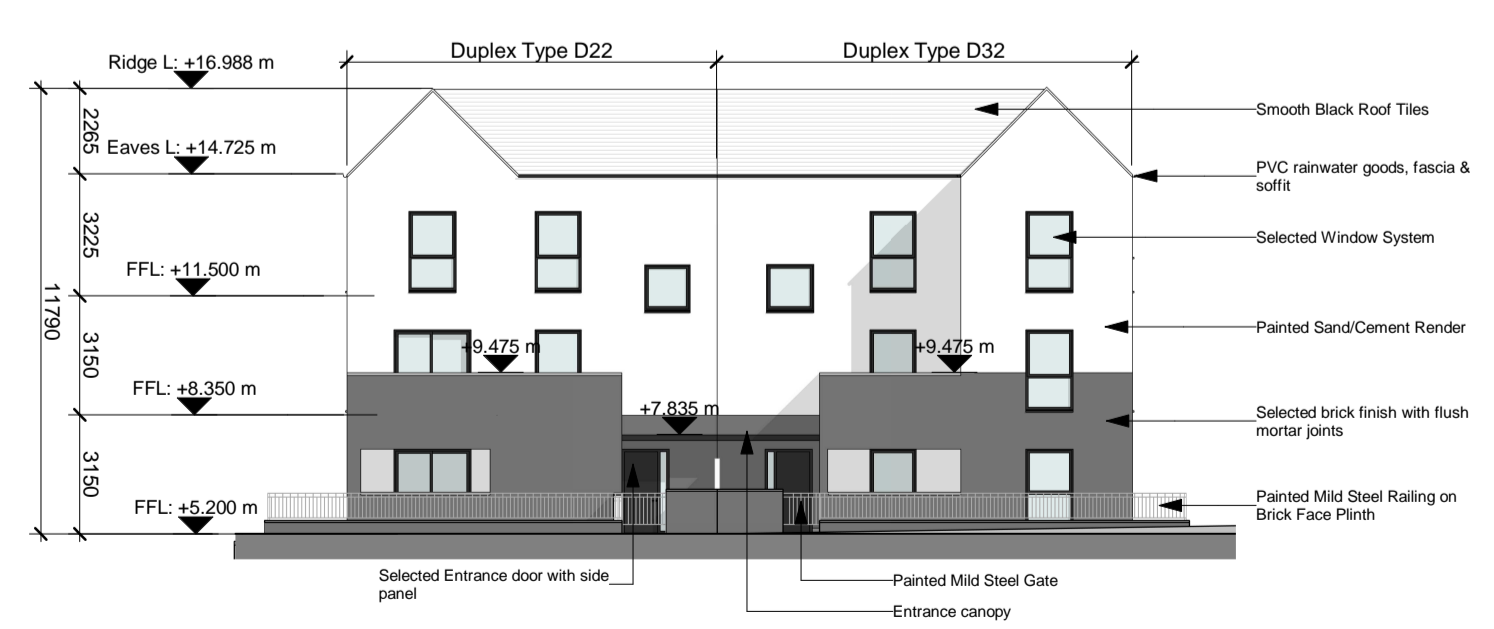 Duplex Type D22
Duplex Type D32
Ridge L: +16.988 m
Smooth Black Roof Tiles
2265
Eaves L: +14.725 m
PVC rainwater goods, fascia &
soffit
3225
Selected Window System
FFL: +11.500 m
11790
Painted Sand/Cement Render
3150
+9.475 m
+9.475 m
FFL: +8.350 m
+7.835 m
Selected brick finish with flush
mortar joints
3150
FFL: +5.200 m
Painted Mild Steel Railing on
Brick Face Plinth
Selected Entrance door with side
panel
Painted Mild Steel Gate
Entrance canopy